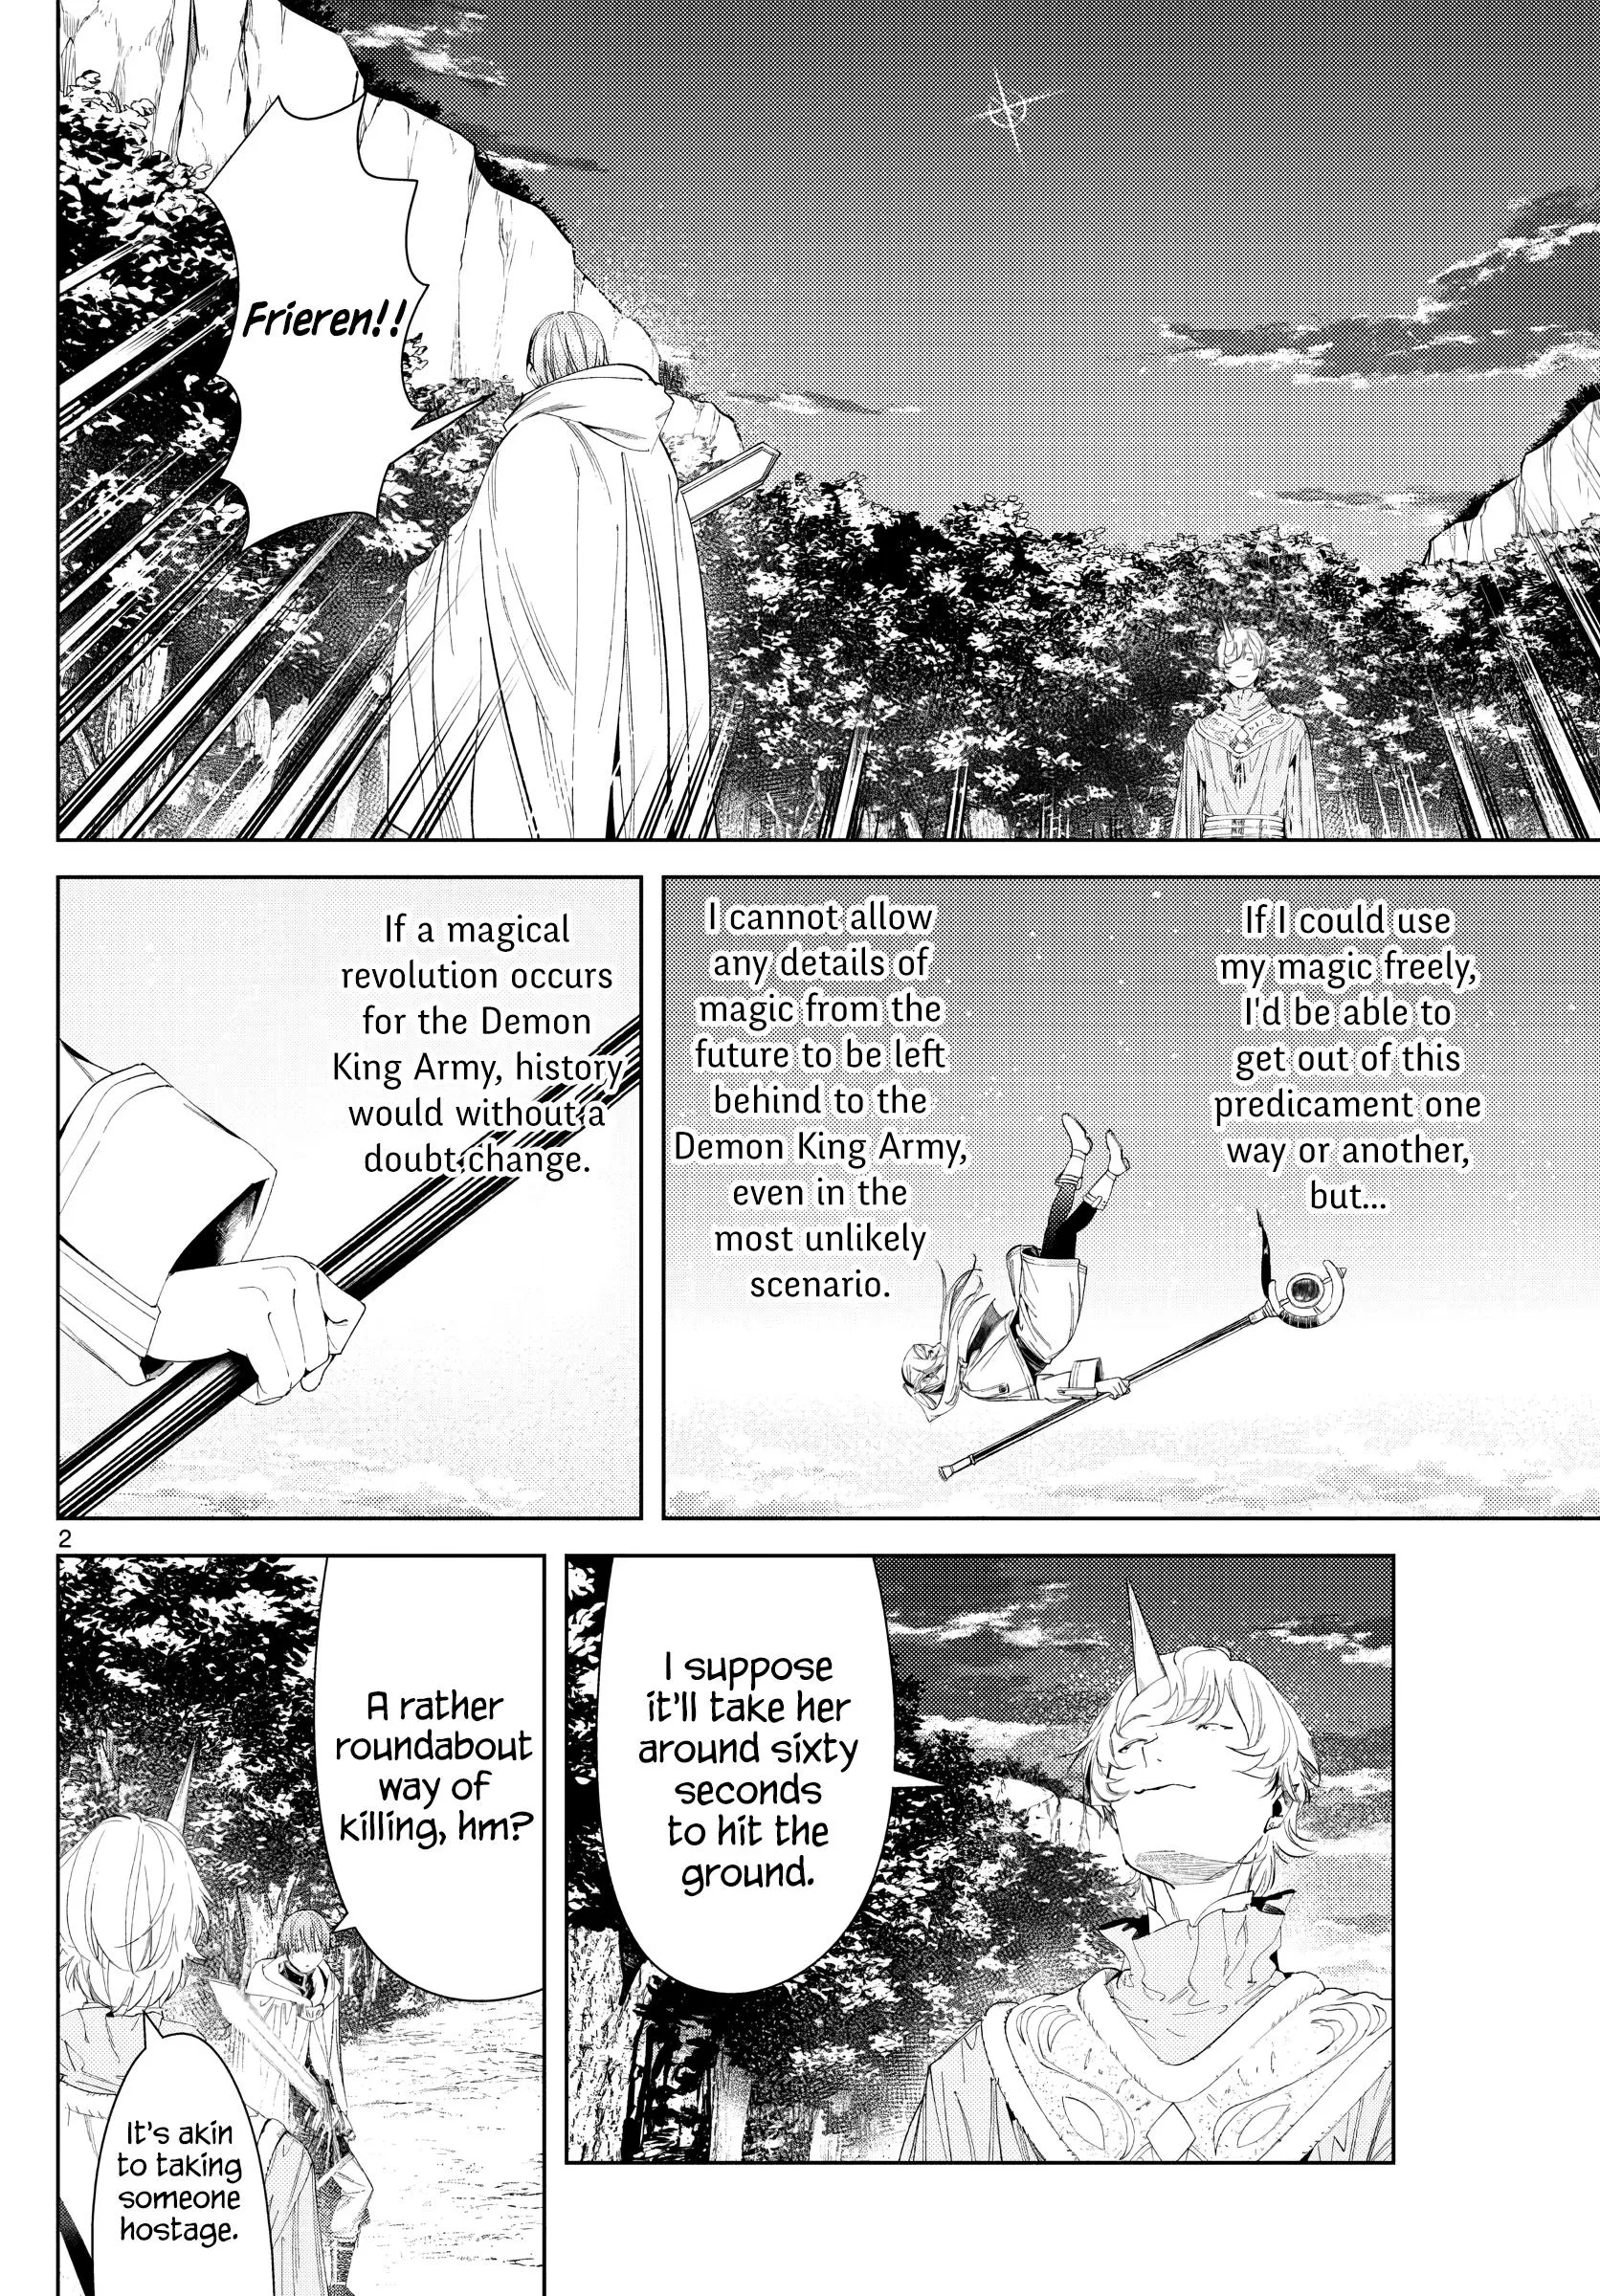 Frieren!!
If I could use
my magic freely,
I'd be able to
get out of this
predicament one
way or another,
but...
I cannot allow
any details of
magic from the
future to be left
behind to the
Demon King Army,
even in the
most unlikely
scenario.
If a magical
revolution occurs
for the Demon
King Army, history
would without a
doubt change.
2
I suppose
it'll take her
around sixty
seconds
to hit the
ground.
A rather
roundabout
way of
killing, hm?
It's akin
to taking
someone
hostage.